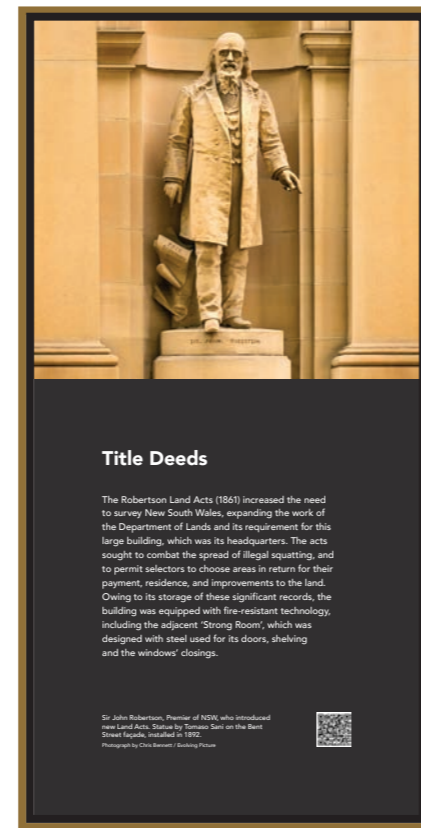 SIR JOHN ROBERTSON
Title Deeds
The Robertson Land Acts (1861) increased the need
to survey New South Wales, expanding the work of
the Department of Lands and its requirement for this
large building, which was its headquarters. The acts
sought to combat the spread of illegal squatting, and
to permit selectors to choose areas in return for their
payment, residence, and improvements to the land.
Owing to its storage of these significant records, the
building was equipped with fire-resistant technology,
including the adjacent ‘Strong Room’, which was
designed with steel used for its doors, shelving
and the windows’ closings.
Sir John Robertson, Premier of NSW, who introduced
new Land Acts. Statue by Tomaso Sani on the Bent
Street façade, installed in 1892.
Photograph by Chris Bennett / Evolving Picture